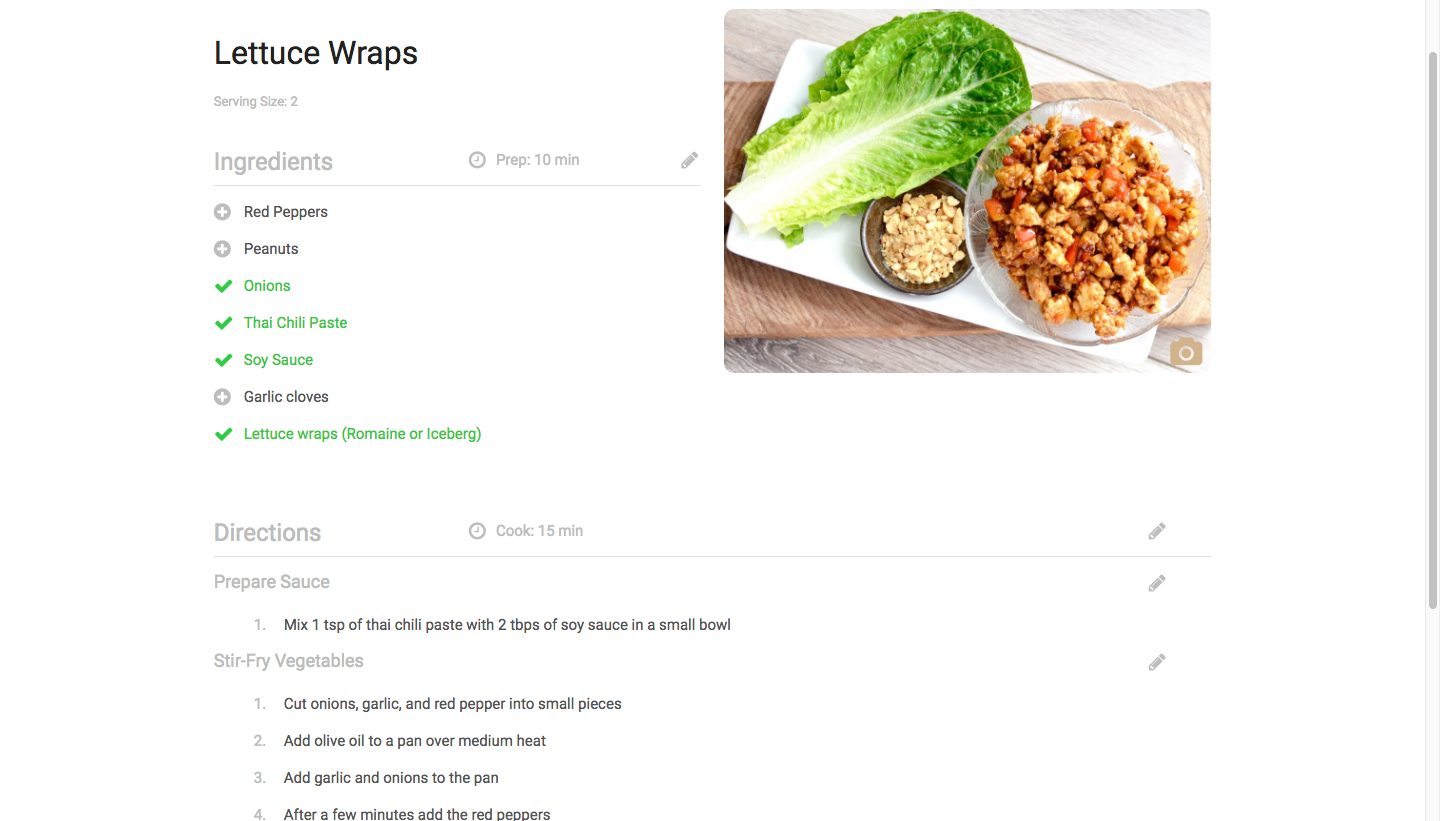 Lettuce Wraps
Serving Size: 2
Ingredients
Prep: 10 min
Red Peppers
Peanuts
Onions
Thai Chili Paste
Soy Sauce
Garlic cloves
Lettuce wraps (Romaine or Iceberg)
Directions
Cook: 15 min
Prepare Sauce
1. Mix 1 tsp of thai chili paste with 2 tbps of soy sauce in a small bowl
Stir-Fry Vegetables
1. Cut onions, garlic, and red pepper into small pieces
2. Add olive oil to a pan over medium heat
3. Add garlic and onions to the pan
4. After a few minutes add the red peppers